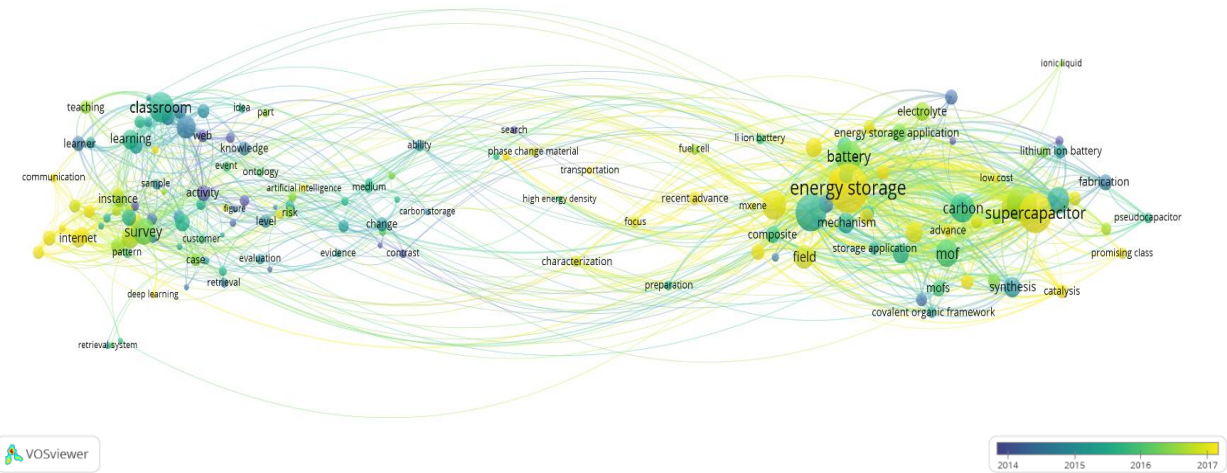 ionic liquid
teaching
classroom
idea
part
electrolyte
search
web
learner
learning
knowledge
ability
li ion battery
energy storage application
fuel cell
battery
phase change material
lithium ion battery
event
ontology
transportation
communication
sample
low cost
fabrication
activity
artificial intelligence
medium
energy storage
instance
high energy density
recent advance
mxene
figure
risk
carbon storage
carbon
supercapacitor
level
change
focus
mechanism
pseudocapacitor
survey
internet
customer
composite
advance
pattern
case
evaluation
evidence
contrast
storage application
mof
promising class
field
characterization
retrieval
preparation
mofs
synthesis
deep learning
catalysis
covalent organic framework
retrieval system
VOSviewer
2014 2015 2016 2017